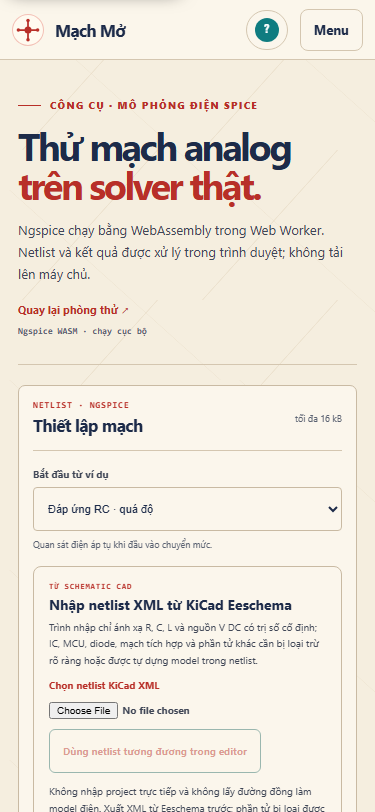 Mạch Mở
?
Menu
CÔNG CỤ · MÔ PHỎNG ĐIỆN SPICE
Thử mạch analog
trên solver thật.
Ngspice chạy bằng WebAssembly trong Web Worker.
Netlist và kết quả được xử lý trong trình duyệt; không tải
lên máy chủ.
Quay lại phòng thử ↗
Ngspice WASM · chạy cục bộ
NETLIST · NGSPICE
Thiết lập mạch
tối đa 16 kB
Bắt đầu từ ví dụ
Đáp ứng RC · quá độ
Quan sát điện áp tụ khi đầu vào chuyển mức.
TỪ SCHEMATIC CAD
Nhập netlist XML từ KiCad Eeschema
Trình nhập chỉ ánh xạ R, C, L và nguồn V DC có trị số cố định;
IC, MCU, diode, mạch tích hợp và phần tử khác cần bị loại trừ
rõ ràng hoặc được tự dựng model trong netlist.
Chọn netlist KiCad XML
Choose File No file chosen
Dùng netlist tương đương trong editor
Không nhập project trực tiếp và không lấy đường đồng làm
model điện. Xuất XML từ Eeschema trước; phần tử bị loại được